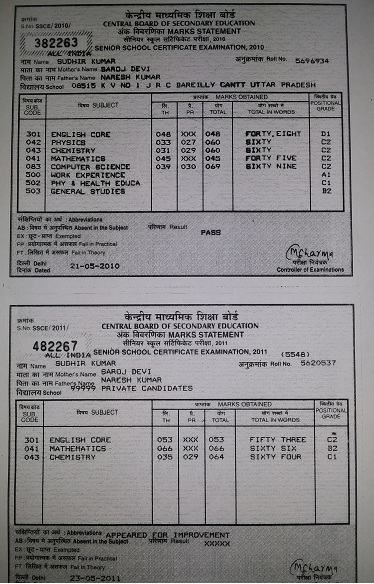 क्रमांक
केन्द्रीय माध्यमिक शिक्षा बोर्ड
S.No. SSCE/2010/
CENTRAL BOARD OF SECONDARY EDUCATION
382263
अंक विवरणिका MARKS STATEMENT
सीनियर स्कूल सर्टिफिकेट परीक्षा, 2010
ALL INDIA
SENIOR SCHOOL CERTIFICATE EXAMINATION, 2010
नाम Name SUDHIR KUMAR अनुक्रमांक Roll No. 5696934
माता का नाम Mother's Name SAROJ DEVI
पिता का नाम Father's Name NARESH KUMAR
विद्यालय School 08515 K V NO 1 J R C BAREILLY CANTT UTTAR PRADESH
विषय कोड SUB. CODE विषय SUBJECT प्राप्तांक MARKS OBTAINED POSITIONAL GRADE
TH PR योग TOTAL योग शब्दों में TOTAL IN WORDS
301 ENGLISH CORE 048 XXX 048 FORTY,EIGHT D1
042 PHYSICS 033 027 060 SIXTY C2
043 CHEMISTRY 031 029 060 SIXTY C2
041 MATHEMATICS 045 XXX 045 FORTY FIVE C2
083 COMPUTER SCIENCE 039 030 069 SIXTY NINE C2
500 WORK EXPERIENCE A1
502 PHY & HEALTH EDUCA C1
503 GENERAL STUDIES B2
संक्षिप्तियों का अर्थ : Abbreviations
AB : विषय में अनुपस्थित Absent in the Subject परिणाम Result PASS
EX : छूट-प्राप्त Exempted
FP : प्रयोगात्मक में असफल Fail in Practical
FT : लिखित में असफल Fail in Theory
दिल्ली Delhi
दिनांक Dated 21-05-2010
परीक्षा नियंत्रक
Controller of Examinations
क्रमांक
केन्द्रीय माध्यमिक शिक्षा बोर्ड
S.No. SSCE/2011/
CENTRAL BOARD OF SECONDARY EDUCATION
482267
अंक विवरणिका MARKS STATEMENT
सीनियर स्कूल सर्टिफिकेट परीक्षा, 2011
ALL INDIA
SENIOR SCHOOL CERTIFICATE EXAMINATION, 2011 (5548)
नाम Name SUDHIR KUMAR अनुक्रमांक Roll No. 5620537
माता का नाम Mother's Name SAROJ DEVI
पिता का नाम Father's Name NARESH KUMAR
विद्यालय School 99999 PRIVATE CANDIDATES
विषय कोड SUB. CODE विषय SUBJECT प्राप्तांक MARKS OBTAINED POSITIONAL GRADE
TH PR योग TOTAL योग शब्दों में TOTAL IN WORDS
301 ENGLISH CORE 053 XXX 053 FIFTY THREE C2
041 MATHEMATICS 066 XXX 066 SIXTY SIX B2
043 CHEMISTRY 035 029 064 SIXTY FOUR C1
संक्षिप्तियों का अर्थ : Abbreviations APPEARED FOR IMPROVEMENT
AB : विषय में अनुपस्थित Absent in the Subject परिणाम Result XXXXX
EX : छूट-प्राप्त Exempted
FP : प्रयोगात्मक में असफल Fail in Practical
FT : लिखित में असफल Fail in Theory
दिल्ली Delhi
दिनांक Dated 23-05-2011
परीक्षा नियंत्रक